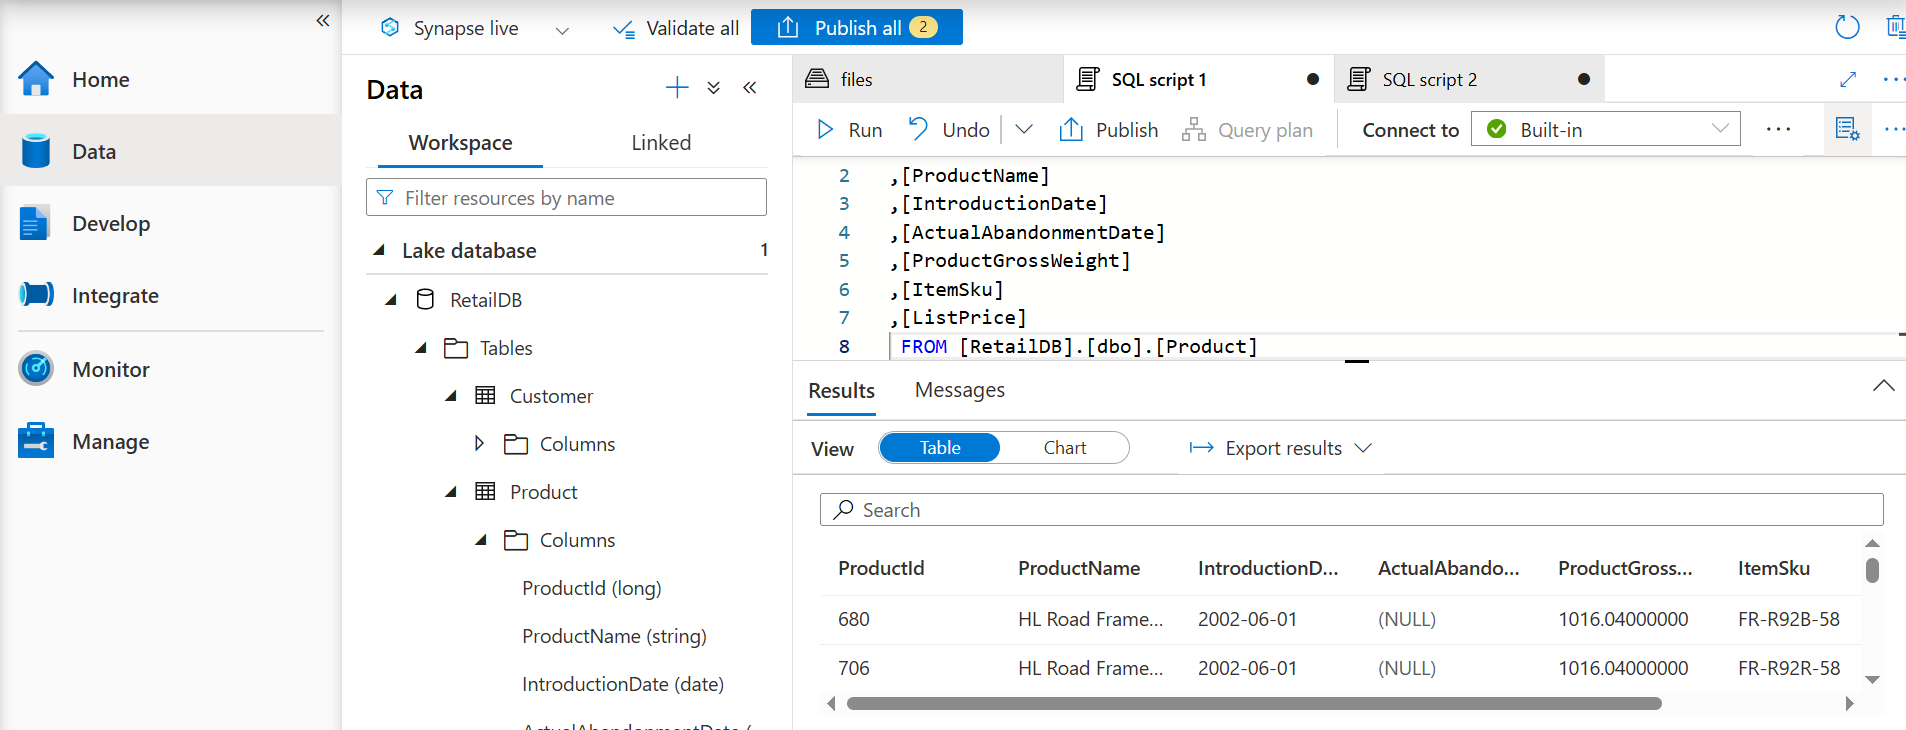 Synapse live
Validate all
Publish all 2
Home
Data
Develop
Integrate
Monitor
Manage
Data
Workspace
Linked
Filter resources by name
Lake database 1
RetailDB
Tables
Customer
Columns
Product
Columns
ProductId (long)
ProductName (string)
IntroductionDate (date)
files
SQL script 1
SQL script 2
Run
Undo
Publish
Query plan
Connect to
Built-in
2 ,[ProductName]
3 ,[IntroductionDate]
4 ,[ActualAbandonmentDate]
5 ,[ProductGrossWeight]
6 ,[ItemSku]
7 ,[ListPrice]
8 FROM [RetailDB].[dbo].[Product]
Results
Messages
View
Table
Chart
Export results
Search
ProductId ProductName IntroductionD... ActualAbando... ProductGross... ItemSku
680 HL Road Frame... 2002-06-01 (NULL) 1016.04000000 FR-R92B-58
706 HL Road Frame... 2002-06-01 (NULL) 1016.04000000 FR-R92R-58